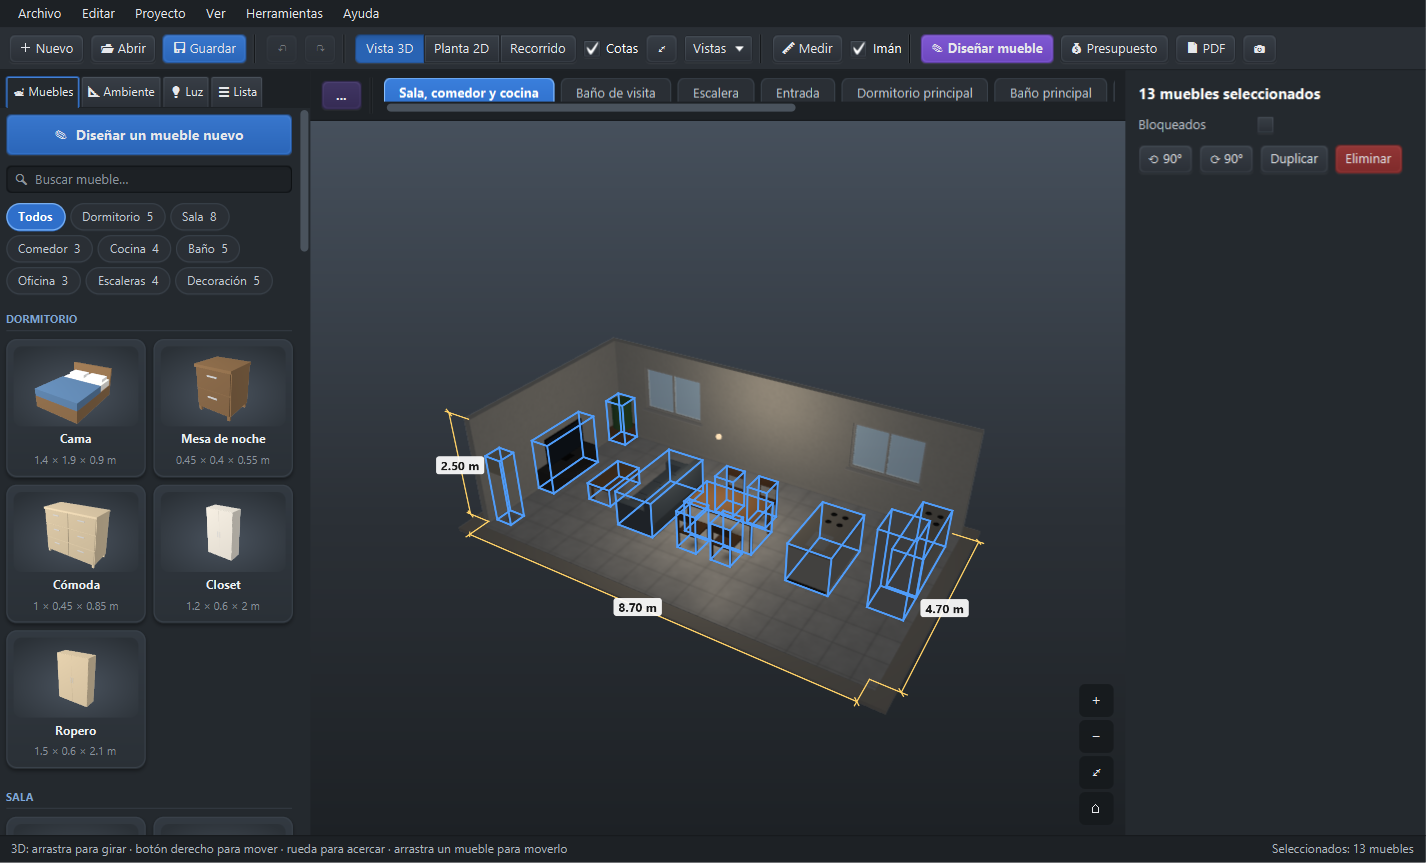 Archivo Editar Proyecto Ver Herramientas Ayuda
+ Nuevo Abrir Guardar Vista 3D Planta 2D Recorrido Cotas Vistas Medir Imán Diseñar mueble Presupuesto PDF
Muebles Ambiente Luz Lista
... Sala, comedor y cocina Baño de visita Escalera Entrada Dormitorio principal Baño principal
13 muebles seleccionados
Bloqueados
⟲ 90° ⟳ 90° Duplicar Eliminar
Diseñar un mueble nuevo
Buscar mueble...
Todos Dormitorio 5 Sala 8
Comedor 3 Cocina 4 Baño 5
Oficina 3 Escaleras 4 Decoración 5
DORMITORIO
Cama Mesa de noche
1.4 × 1.9 × 0.9 m 0.45 × 0.4 × 0.55 m
Cómoda Closet
1 × 0.45 × 0.85 m 1.2 × 0.6 × 2 m
Ropero
1.5 × 0.6 × 2.1 m
SALA
2.50 m
8.70 m
4.70 m
+
−
3D: arrastra para girar · botón derecho para mover · rueda para acercar · arrastra un mueble para moverlo
Seleccionados: 13 muebles